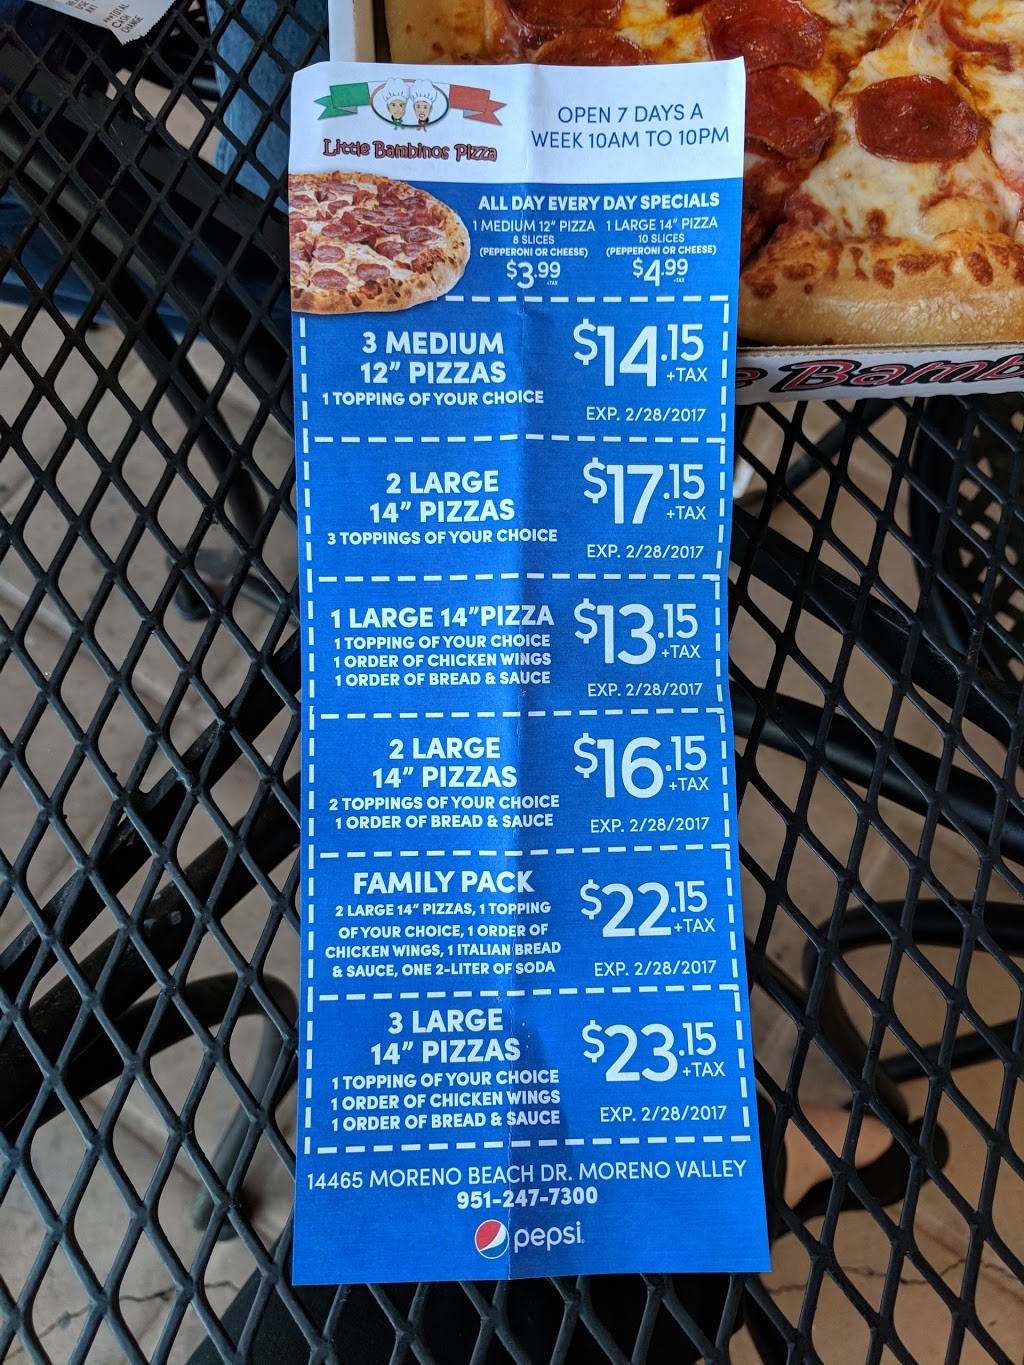 TOTAL
CASH
CHANGE
Little Bambinos Pizza
OPEN 7 DAYS A
WEEK 10AM TO 10PM
ALL DAY EVERY DAY SPECIALS
1 MEDIUM 12" PIZZA
8 SLICES
(PEPPERONI OR CHEESE)
$3.99
+TAX
1 LARGE 14" PIZZA
10 SLICES
(PEPPERONI OR CHEESE)
$4.99
+TAX
3 MEDIUM
12" PIZZAS
1 TOPPING OF YOUR CHOICE
$14.15
+TAX
EXP. 2/28/2017
2 LARGE
14" PIZZAS
3 TOPPINGS OF YOUR CHOICE
$17.15
+TAX
EXP. 2/28/2017
1 LARGE 14"PIZZA
1 TOPPING OF YOUR CHOICE
1 ORDER OF CHICKEN WINGS
1 ORDER OF BREAD & SAUCE
$13.15
+TAX
EXP. 2/28/2017
2 LARGE
14" PIZZAS
2 TOPPINGS OF YOUR CHOICE
1 ORDER OF BREAD & SAUCE
$16.15
+TAX
EXP. 2/28/2017
FAMILY PACK
2 LARGE 14" PIZZAS, 1 TOPPING
OF YOUR CHOICE, 1 ORDER OF
CHICKEN WINGS, 1 ITALIAN BREAD
& SAUCE, ONE 2-LITER OF SODA
$22.15
+TAX
EXP. 2/28/2017
3 LARGE
14" PIZZAS
1 TOPPING OF YOUR CHOICE
1 ORDER OF CHICKEN WINGS
1 ORDER OF BREAD & SAUCE
$23.15
+TAX
EXP. 2/28/2017
14465 MORENO BEACH DR. MORENO VALLEY
951-247-7300
pepsi
e Bamb